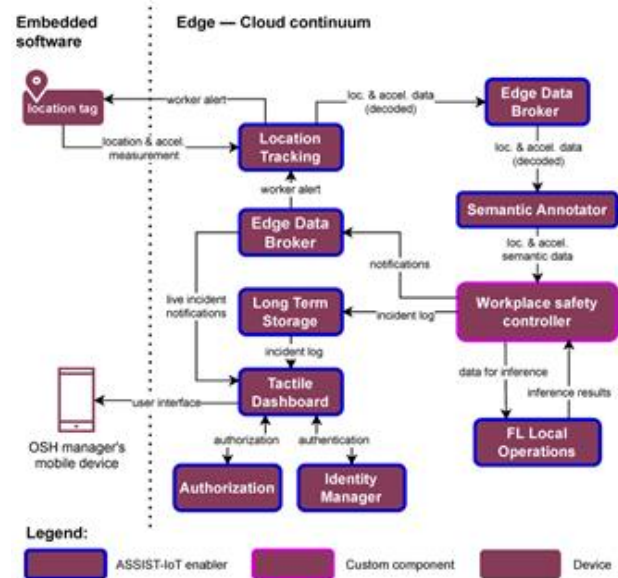 Embedded
software
Edge — Cloud continuum
location tag
worker alert
location & accel.
measurement
Location
Tracking
loc. & accel. data
(decoded)
Edge Data
Broker
loc. & accel. data
(decoded)
Semantic Annotator
loc. & accel.
semantic data
worker alert
Edge Data
Broker
notifications
live incident
notifications
Long Term
Storage
incident log
Workplace safety
controller
incident log
data for inference
inference results
Tactile
Dashboard
user interface
OSH manager's
mobile device
authorization
authentication
FL Local
Operations
Authorization
Identity
Manager
Legend:
ASSIST-IoT enabler
Custom component
Device